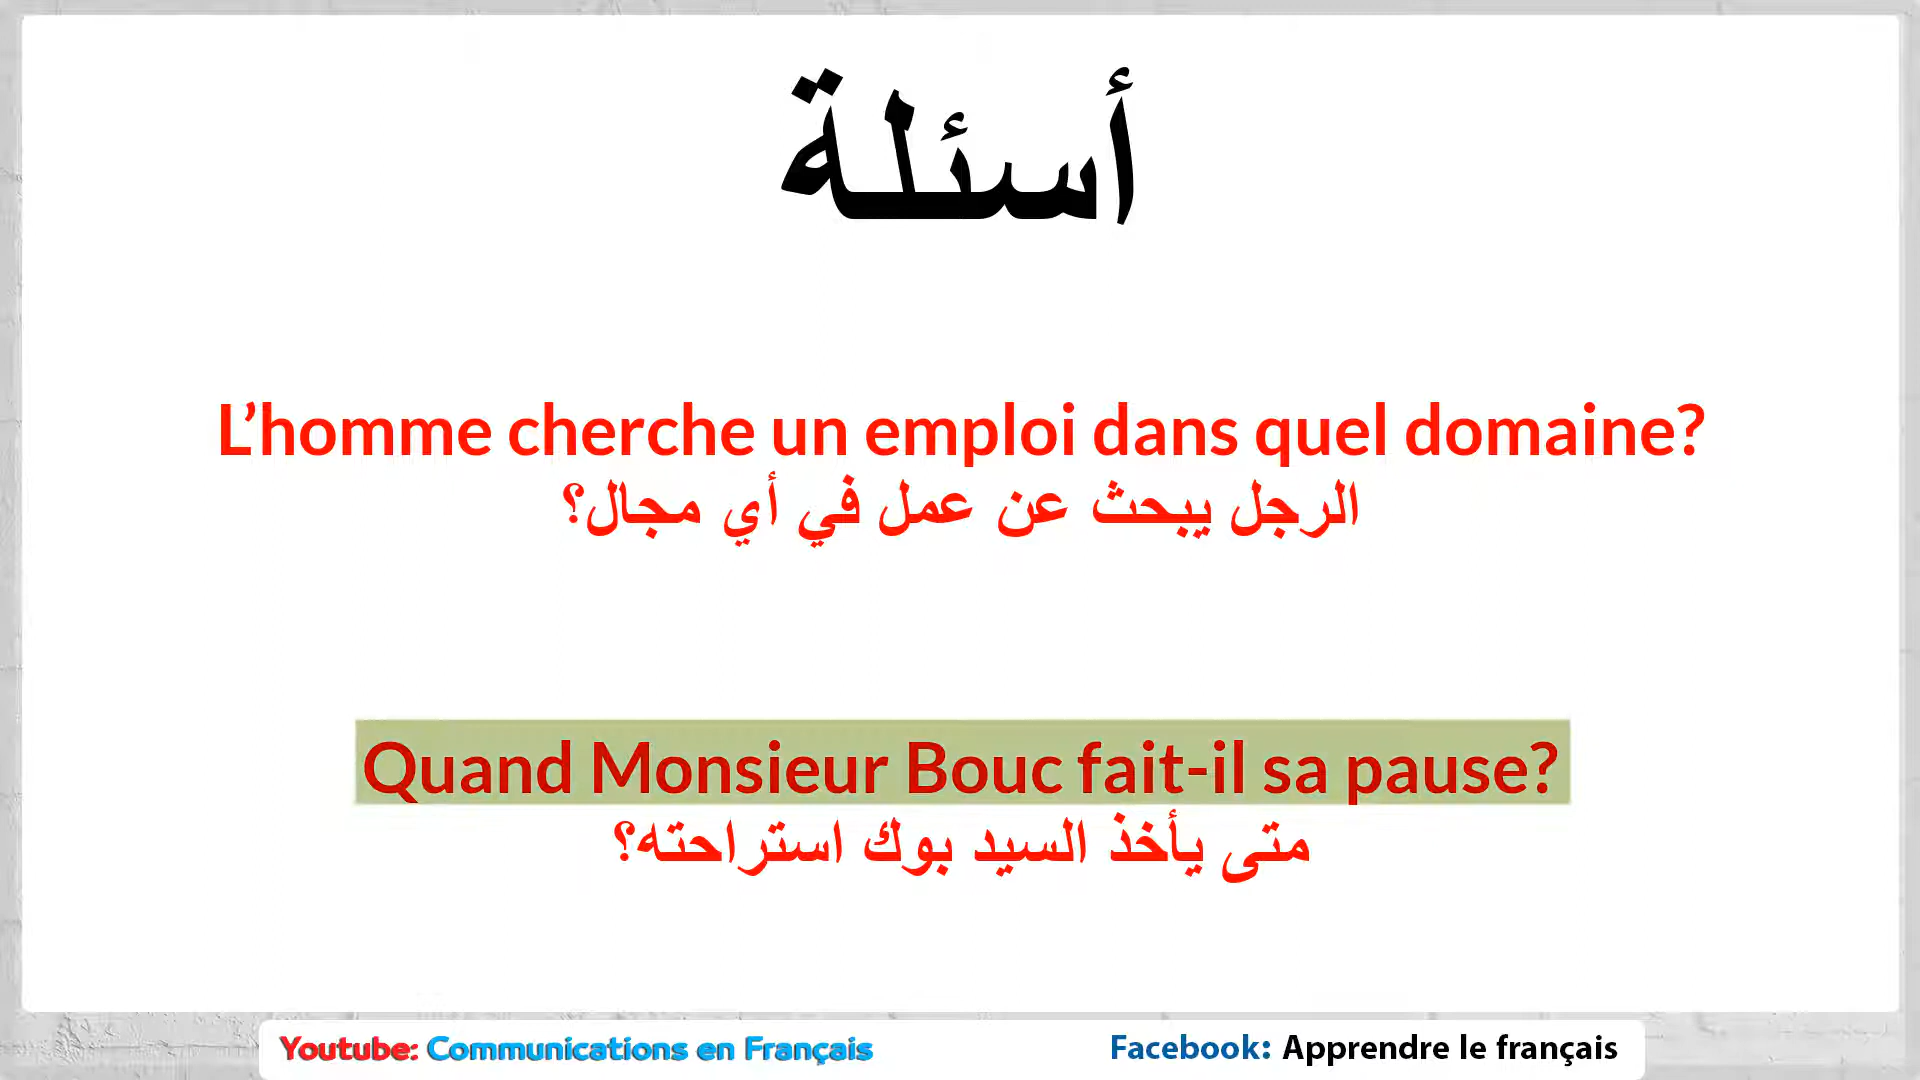 أسئلة
L’homme cherche un emploi dans quel domaine?
الرجل يبحث عن عمل في أي مجال؟
Quand Monsieur Bouc fait-il sa pause?
متى يأخذ السيد بوك استراحته؟
Youtube: Communications en Français
Facebook: Apprendre le français